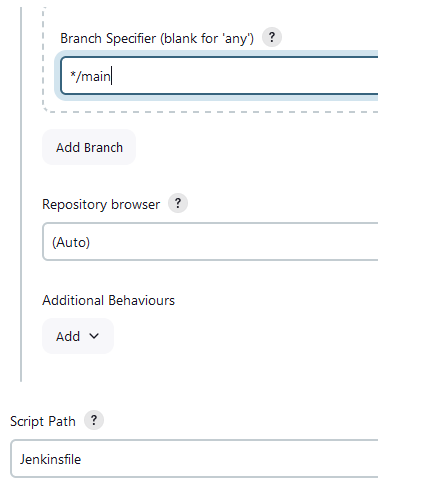 Branch Specifier (blank for 'any') ?
*/main
Add Branch
Repository browser ?
(Auto)
Additional Behaviours
Add
Script Path ?
Jenkinsfile